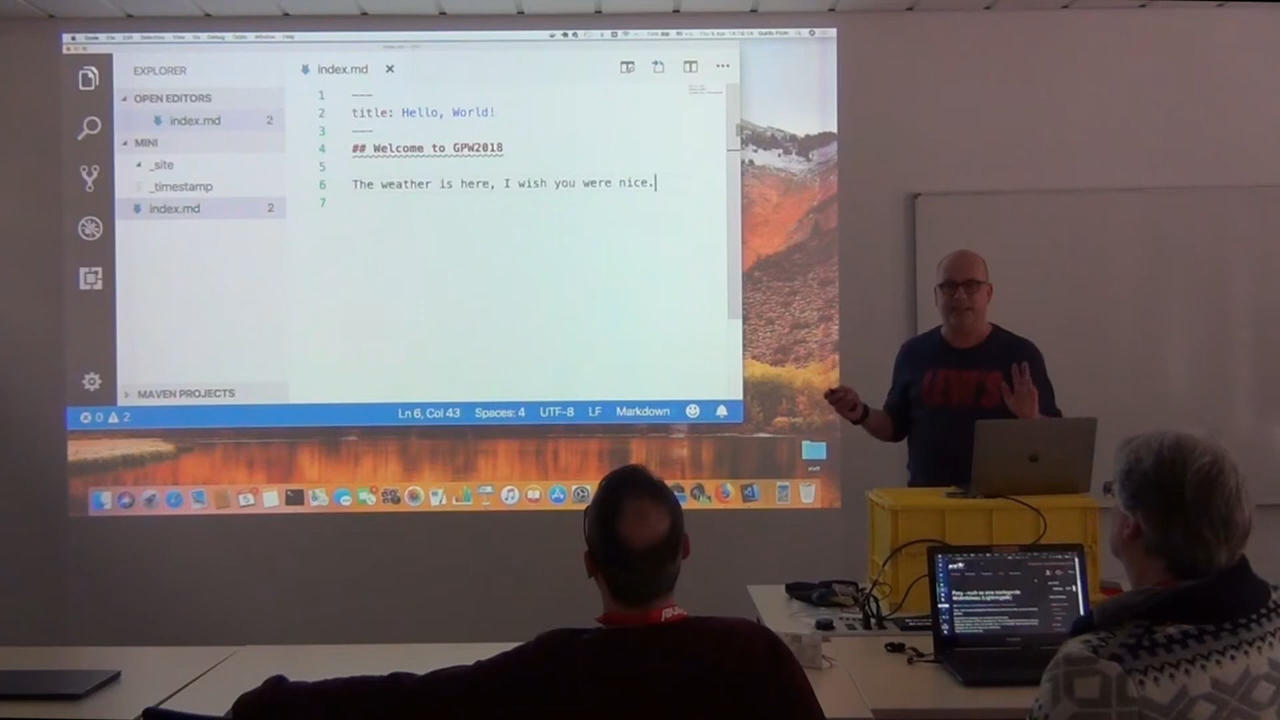 EXPLORER
OPEN EDITORS
index.md 2
MINI
_site
_timestamp
index.md 2
MAVEN PROJECTS
index.md
1 ---
2 title: Hello, World!
3 ---
4 ## Welcome to GPW2018
5
6 The weather is here, I wish you were nice.
7
0 2
Ln 6, Col 43 Spaces: 4 UTF-8 LF Markdown